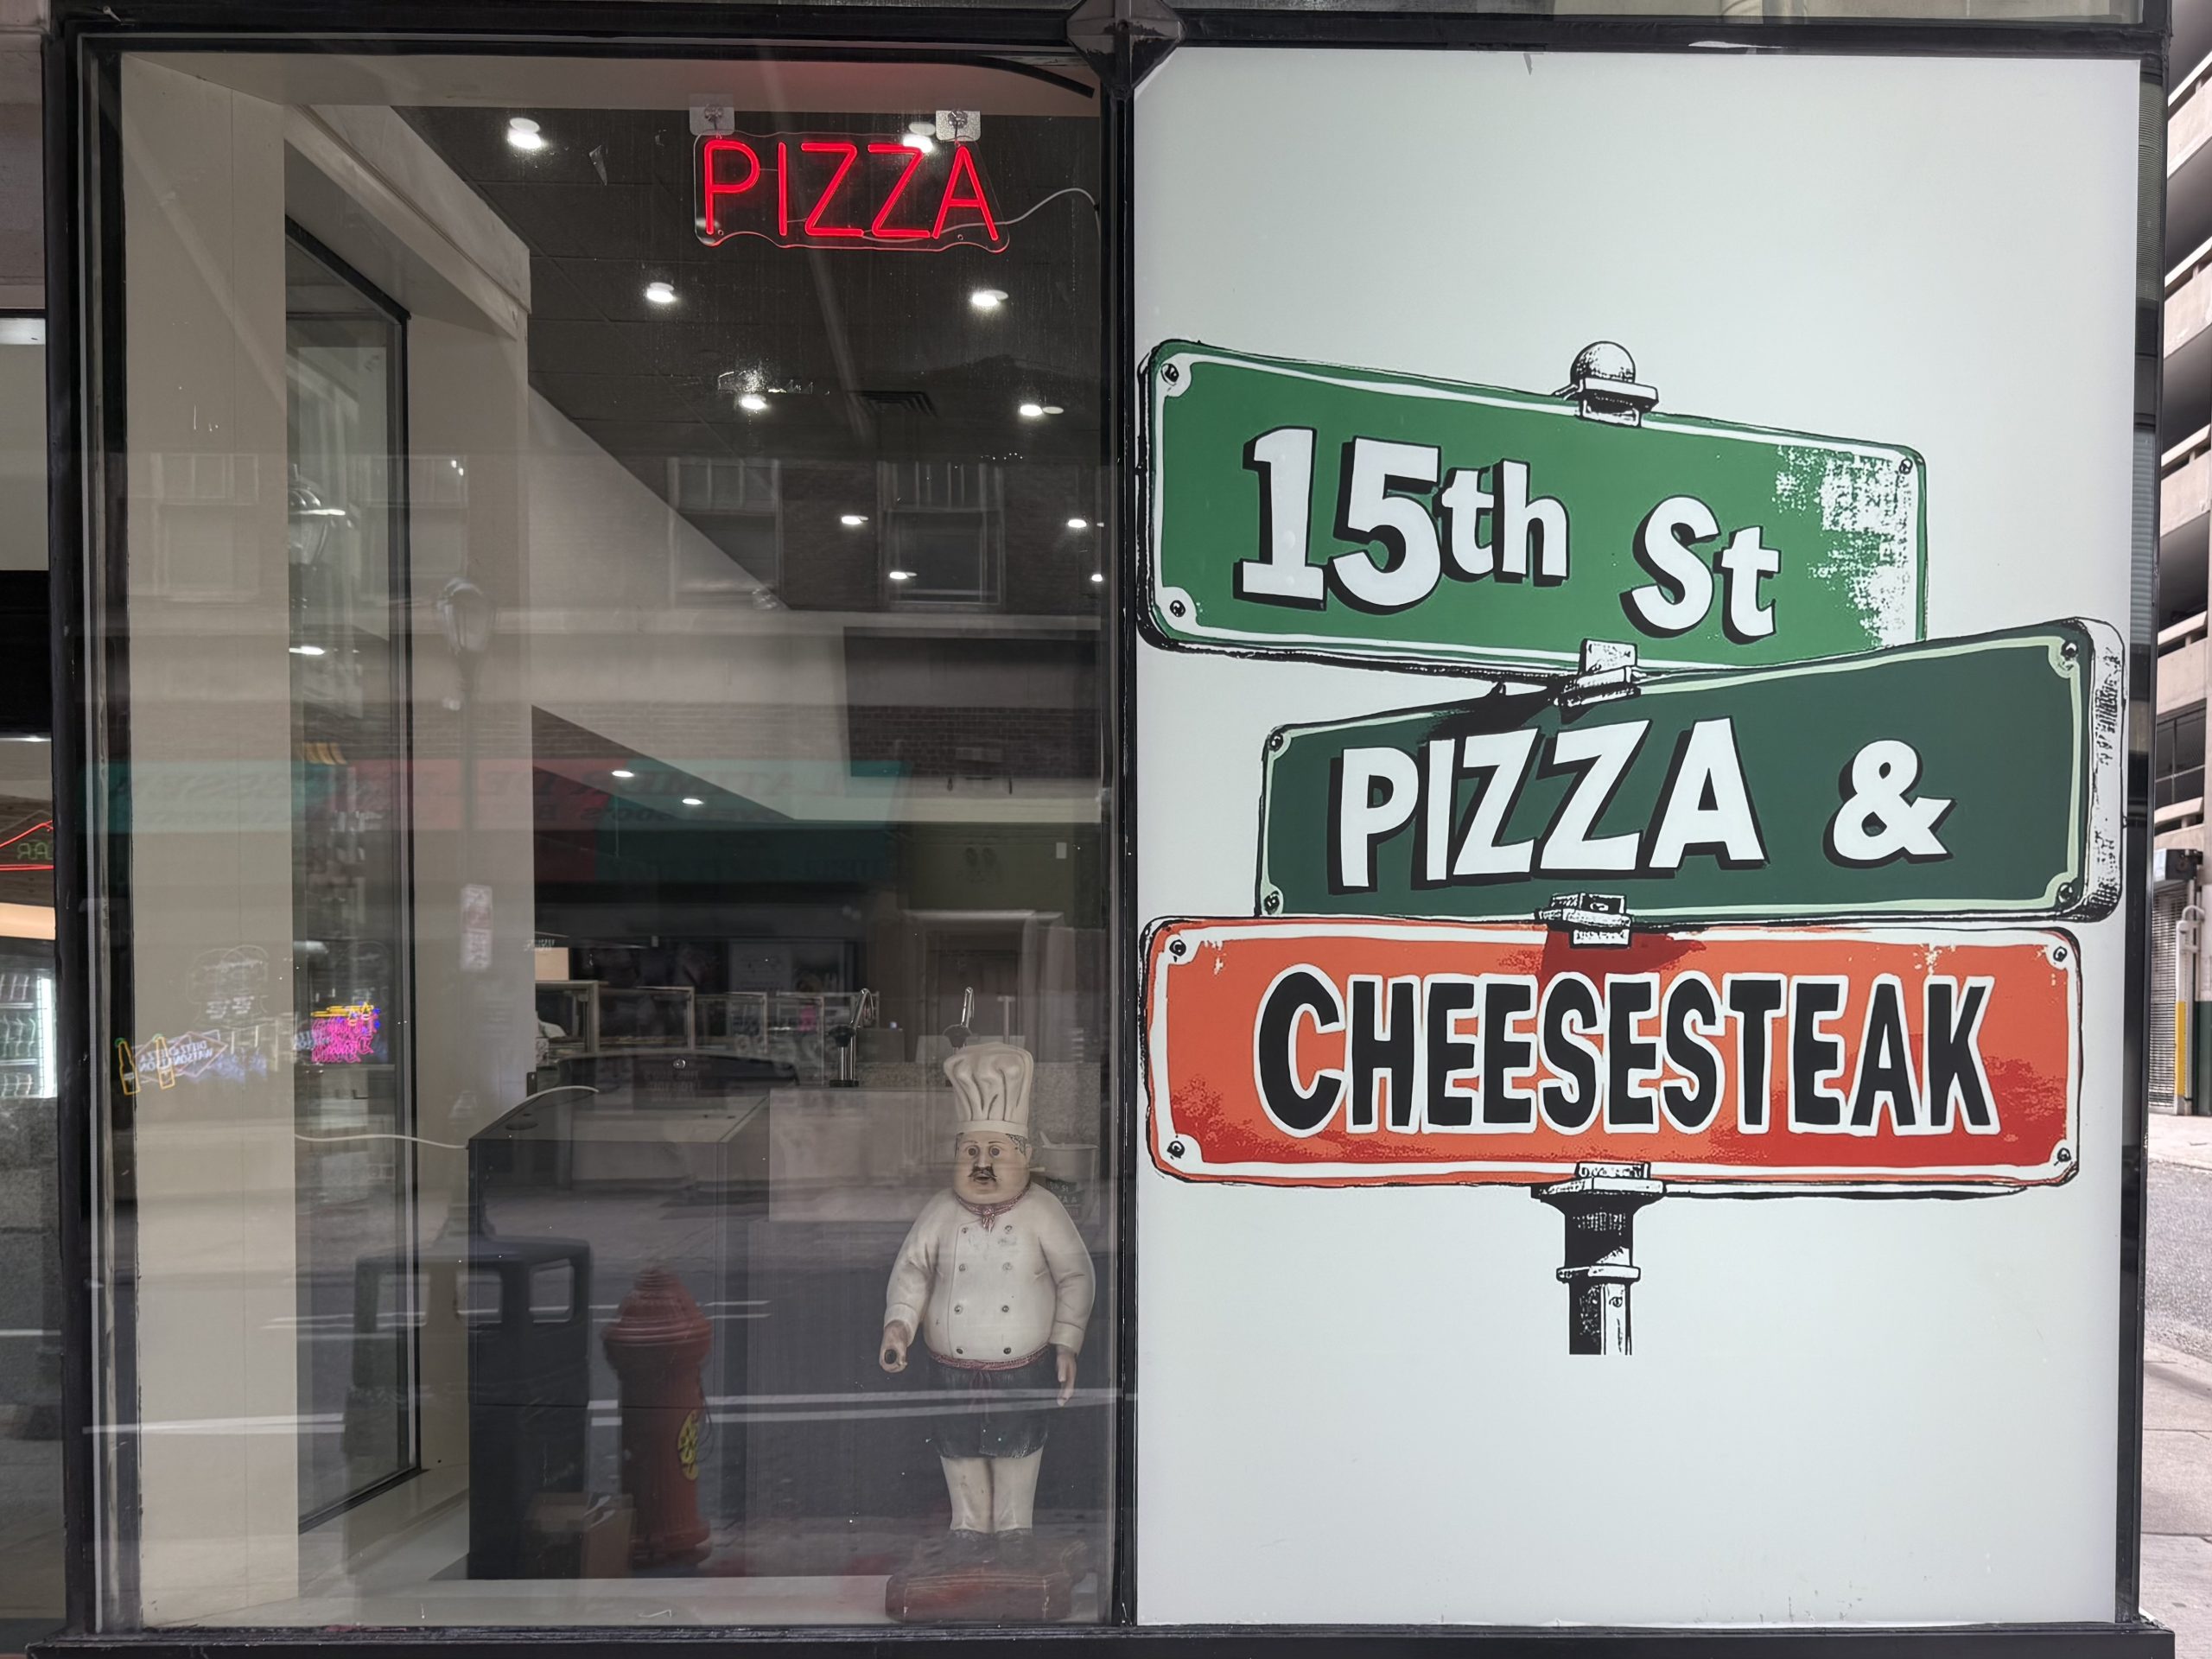 PIZZA
15th St
PIZZA &
CHEESESTEAK